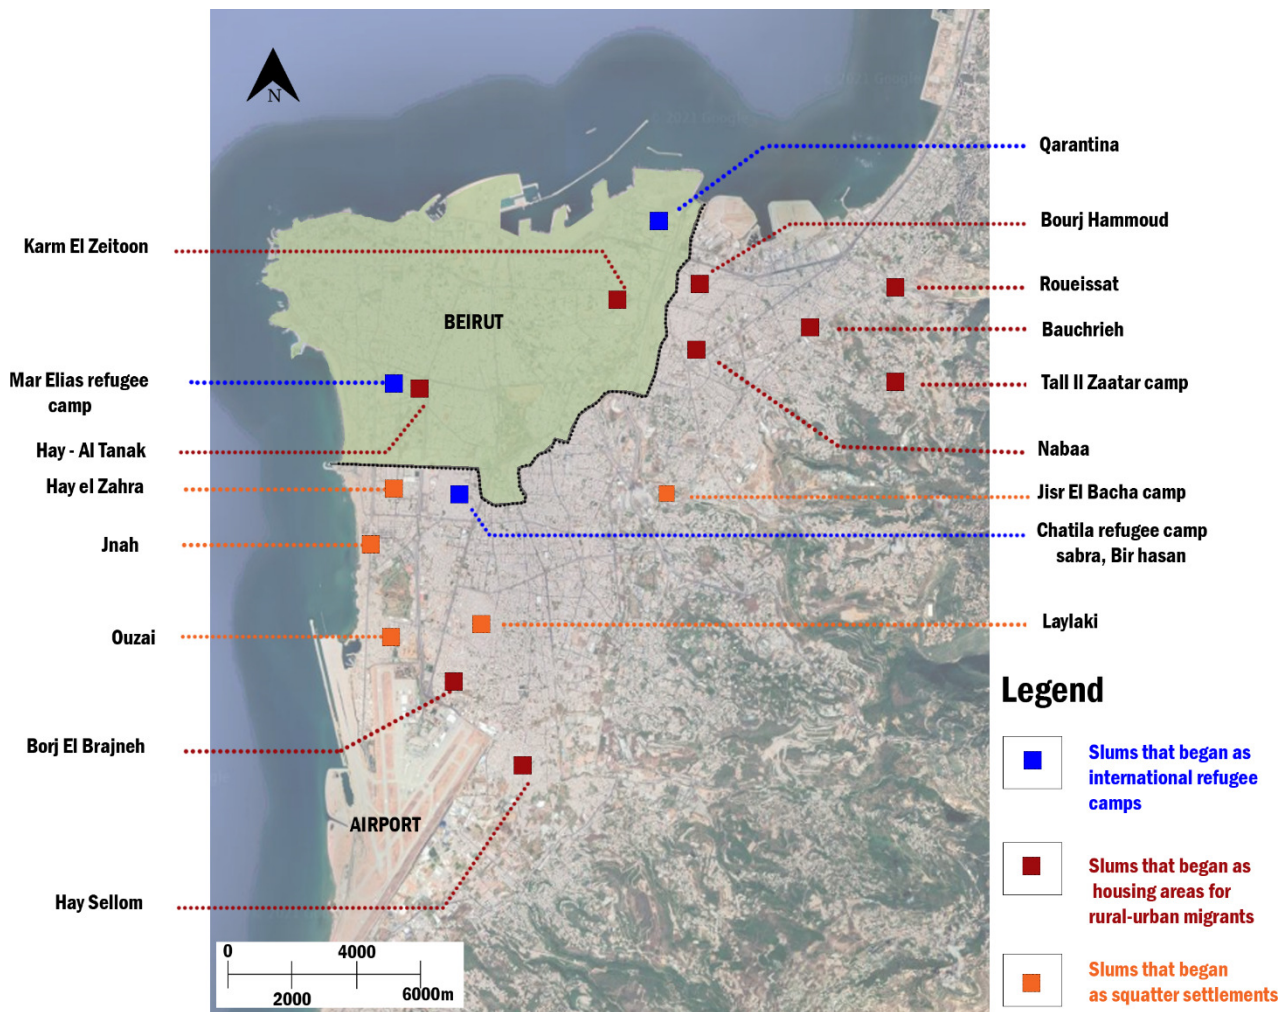 N
Qarantina
Bourj Hammoud
Karm El Zeitoon
Roueissat
BEIRUT
Bauchrieh
Mar Elias refugee
camp
Tall Il Zaatar camp
Hay - Al Tanak
Nabaa
Hay el Zahra
Jisr El Bacha camp
Jnah
Chatila refugee camp
sabra, Bir hasan
Ouzai
Laylaki
Borj El Brajneh
AIRPORT
Hay Sellom
Legend
Slums that began as
international refugee
camps
Slums that began as
housing areas for
rural-urban migrants
Slums that began
as squatter settlements
0
4000
2000
6000m